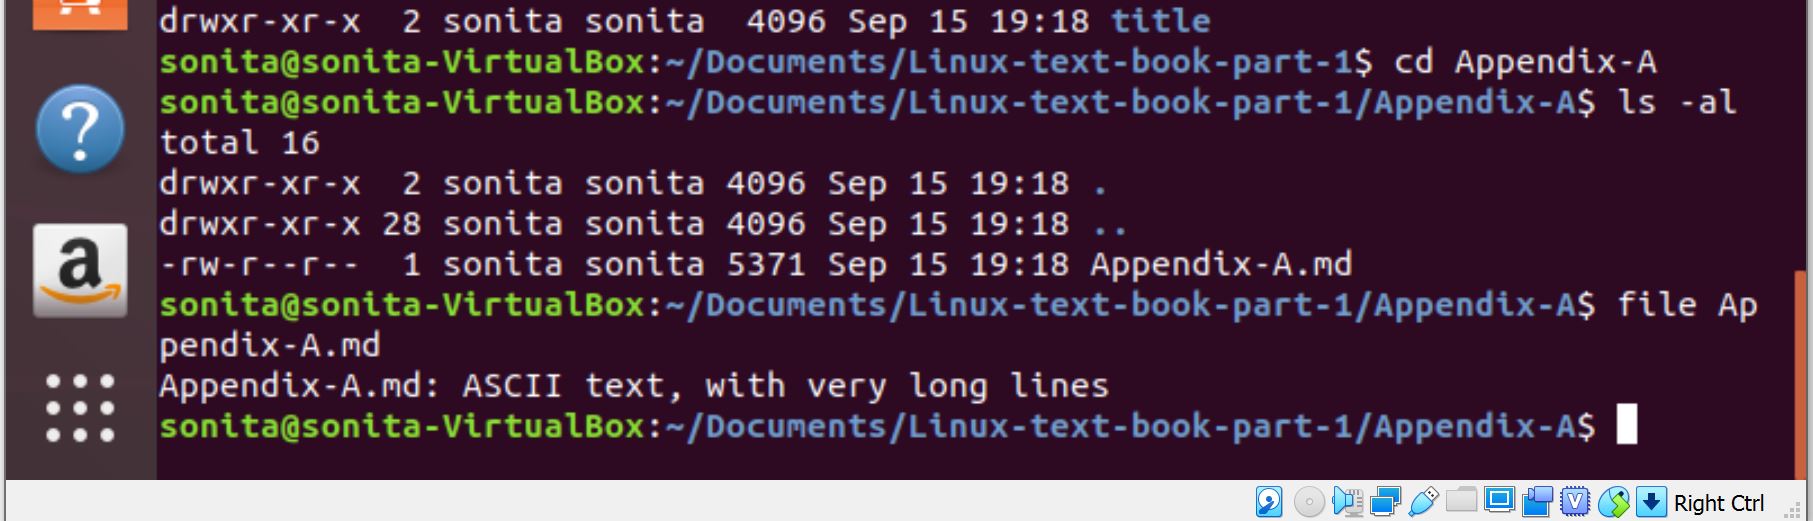 drwxr-xr-x  2 sonita sonita  4096 Sep 15 19:18 title
sonita@sonita-VirtualBox:~/Documents/Linux-text-book-part-1$ cd Appendix-A
sonita@sonita-VirtualBox:~/Documents/Linux-text-book-part-1/Appendix-A$ ls -al
total 16
drwxr-xr-x  2 sonita sonita 4096 Sep 15 19:18 .
drwxr-xr-x 28 sonita sonita 4096 Sep 15 19:18 ..
-rw-r--r--  1 sonita sonita 5371 Sep 15 19:18 Appendix-A.md
sonita@sonita-VirtualBox:~/Documents/Linux-text-book-part-1/Appendix-A$ file Ap
pendix-A.md
Appendix-A.md: ASCII text, with very long lines
sonita@sonita-VirtualBox:~/Documents/Linux-text-book-part-1/Appendix-A$
Right Ctrl